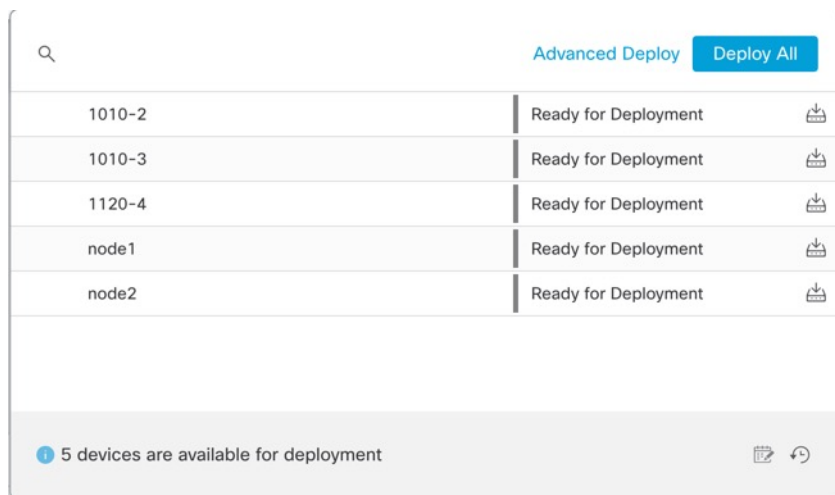 Advanced Deploy Deploy All
1010-2 Ready for Deployment
1010-3 Ready for Deployment
1120-4 Ready for Deployment
node1 Ready for Deployment
node2 Ready for Deployment
5 devices are available for deployment